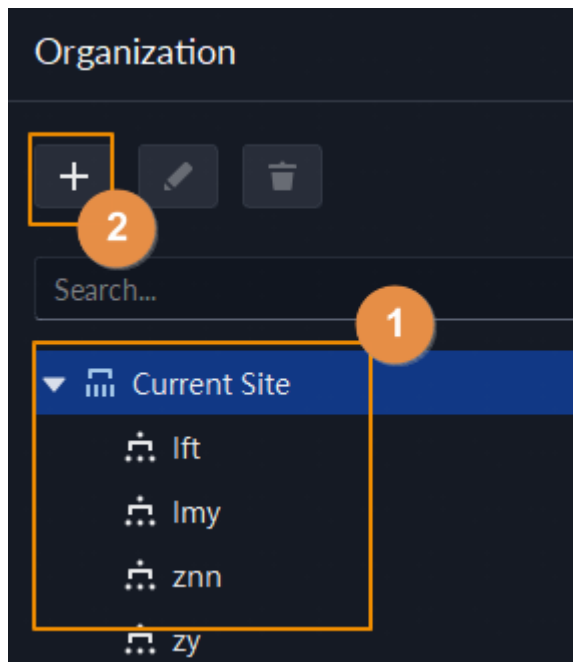 Organization
+
2
Search...
1
Current Site
lft
lmy
znn
zy